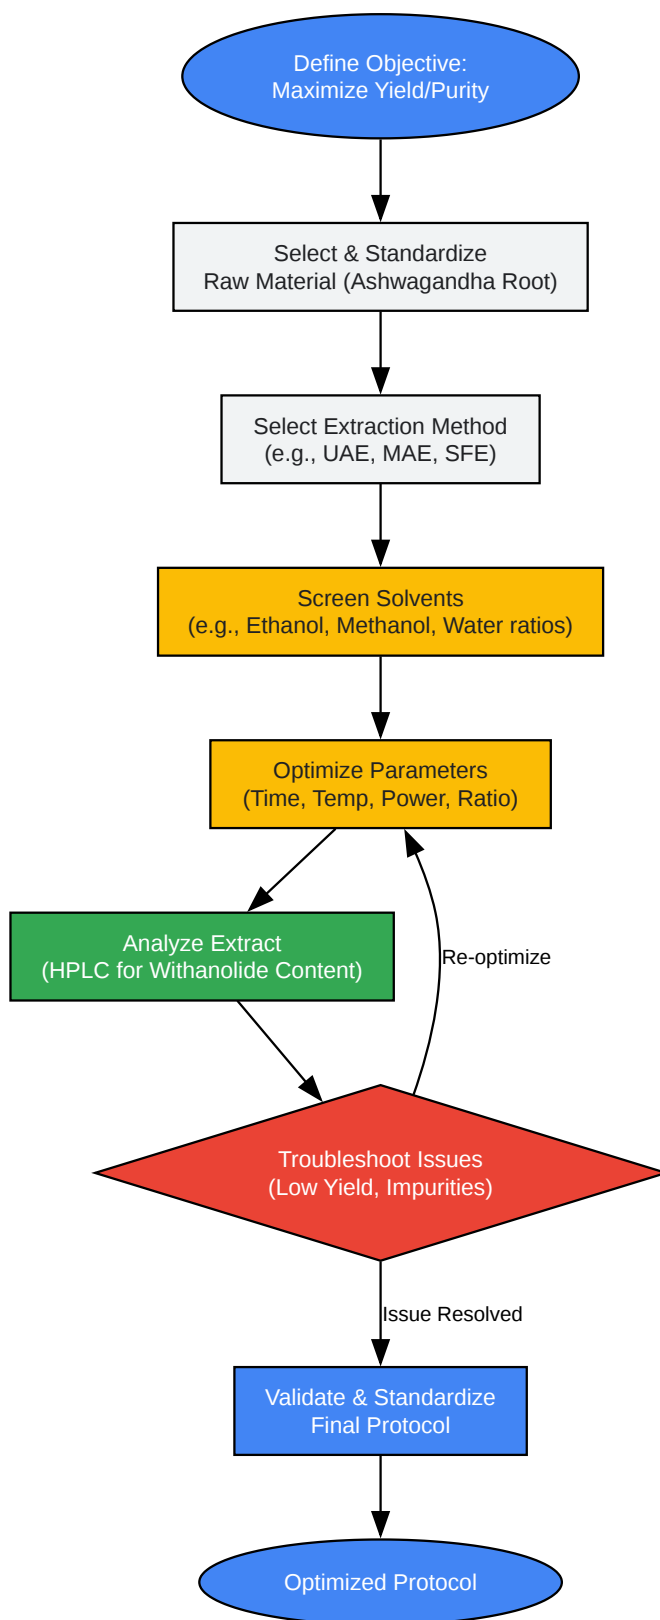 Define Objective:
Maximize Yield/Purity
Select & Standardize
Raw Material (Ashwagandha Root)
Select Extraction Method
(e.g., UAE, MAE, SFE)
Screen Solvents
(e.g., Ethanol, Methanol, Water ratios)
Optimize Parameters
(Time, Temp, Power, Ratio)
Analyze Extract
(HPLC for Withanolide Content)
Re-optimize
Troubleshoot Issues
(Low Yield, Impurities)
Issue Resolved
Validate & Standardize
Final Protocol
Optimized Protocol